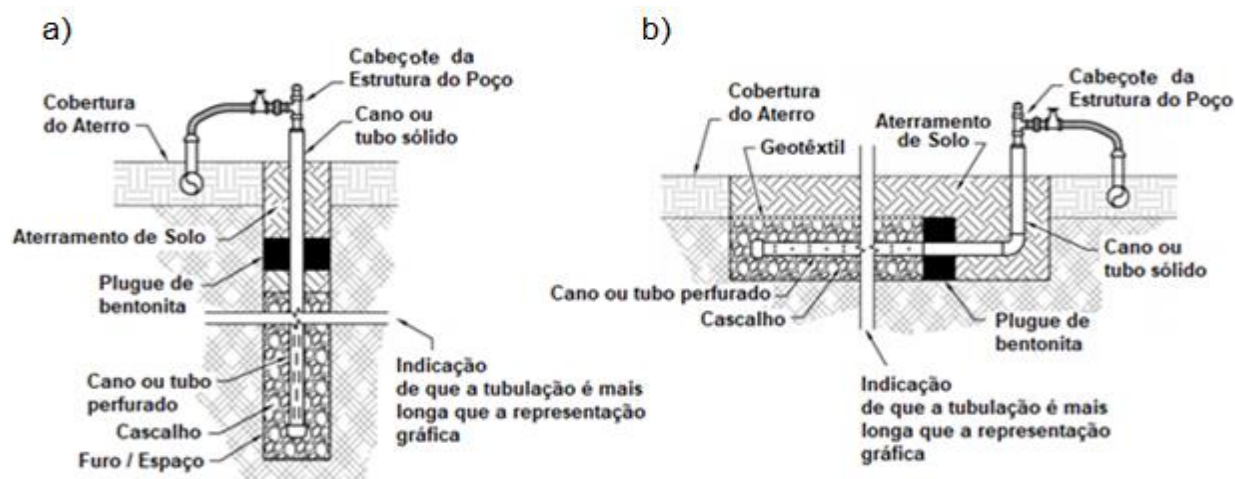 a)
Cabeçote da
Estrutura do Poço
Cobertura
do Aterro
Cano ou
tubo sólido
Aterramento de Solo
Plugue de
bentonita
Cano ou tubo
perfurado
Cascalho
Furo / Espaço
Indicação
de que a tubulação é mais
longa que a representação
gráfica
b)
Cabeçote da
Estrutura do Poço
Cobertura
do Aterro
Aterramento
de Solo
Geotêxtil
Cano ou
tubo sólido
Cano ou tubo perfurado
Cascalho
Plugue de
bentonita
Indicação
de que a tubulação é mais
longa que a representação
gráfica